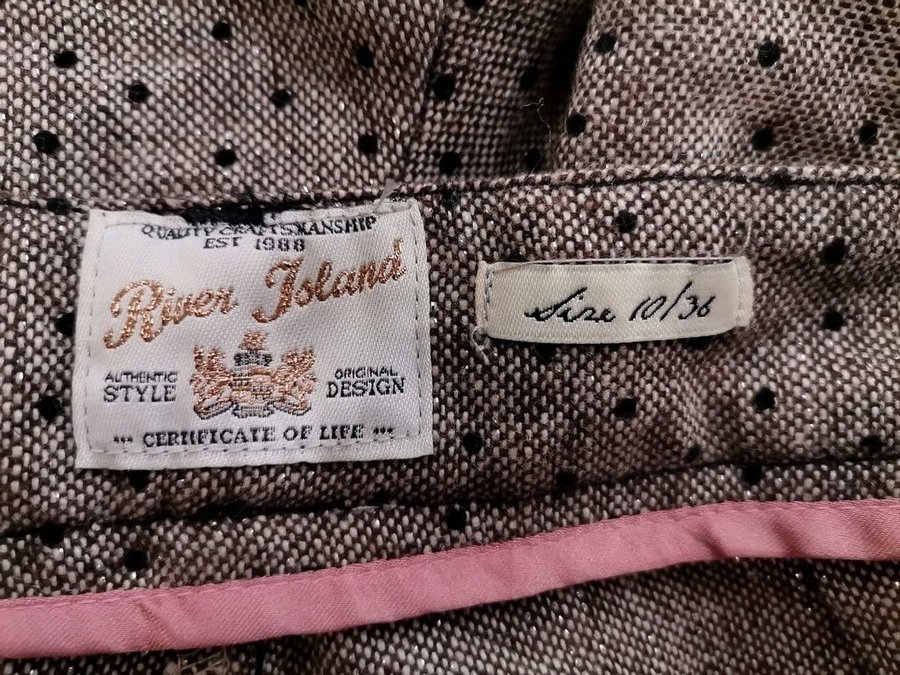 QUALITY CRAFTSMANSHIP
EST 1988
River Island
AUTHENTIC
STYLE
ORIGINAL
DESIGN
••• CERTIFICATE OF LIFE •••
Size 10/36